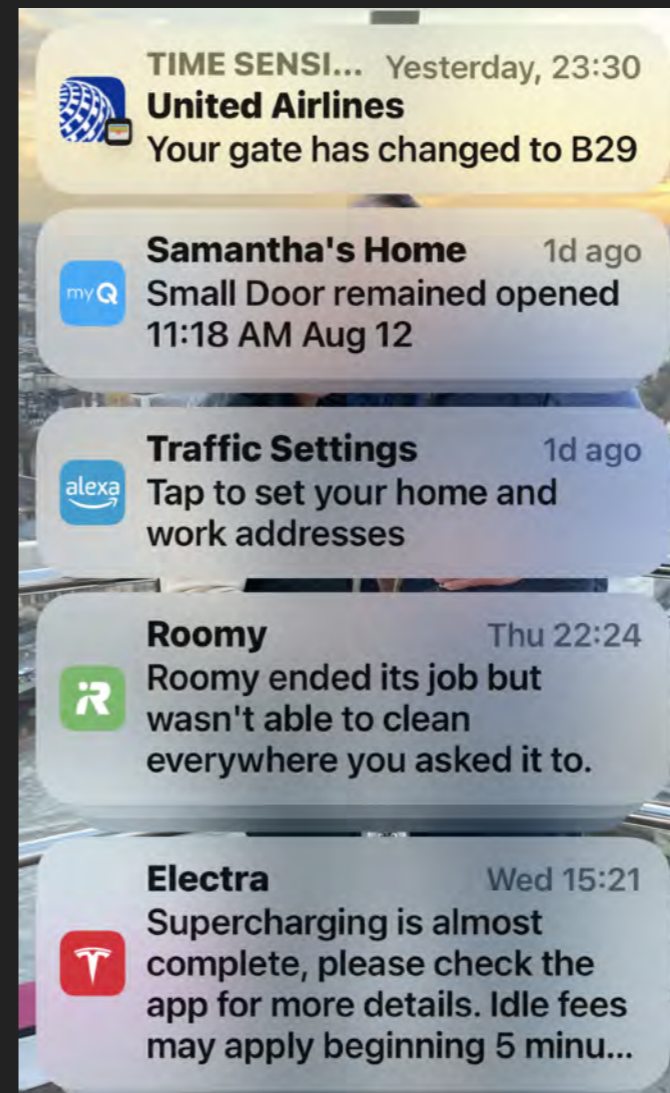 TIME SENSI... Yesterday, 23:30
United Airlines
Your gate has changed to B29
Samantha's Home 1d ago
myQ
Small Door remained opened
11:18 AM Aug 12
Traffic Settings 1d ago
alexa
Tap to set your home and
work addresses
Roomy Thu 22:24
Roomy ended its job but
wasn't able to clean
everywhere you asked it to.
Electra Wed 15:21
Supercharging is almost
complete, please check the
app for more details. Idle fees
may apply beginning 5 minu...